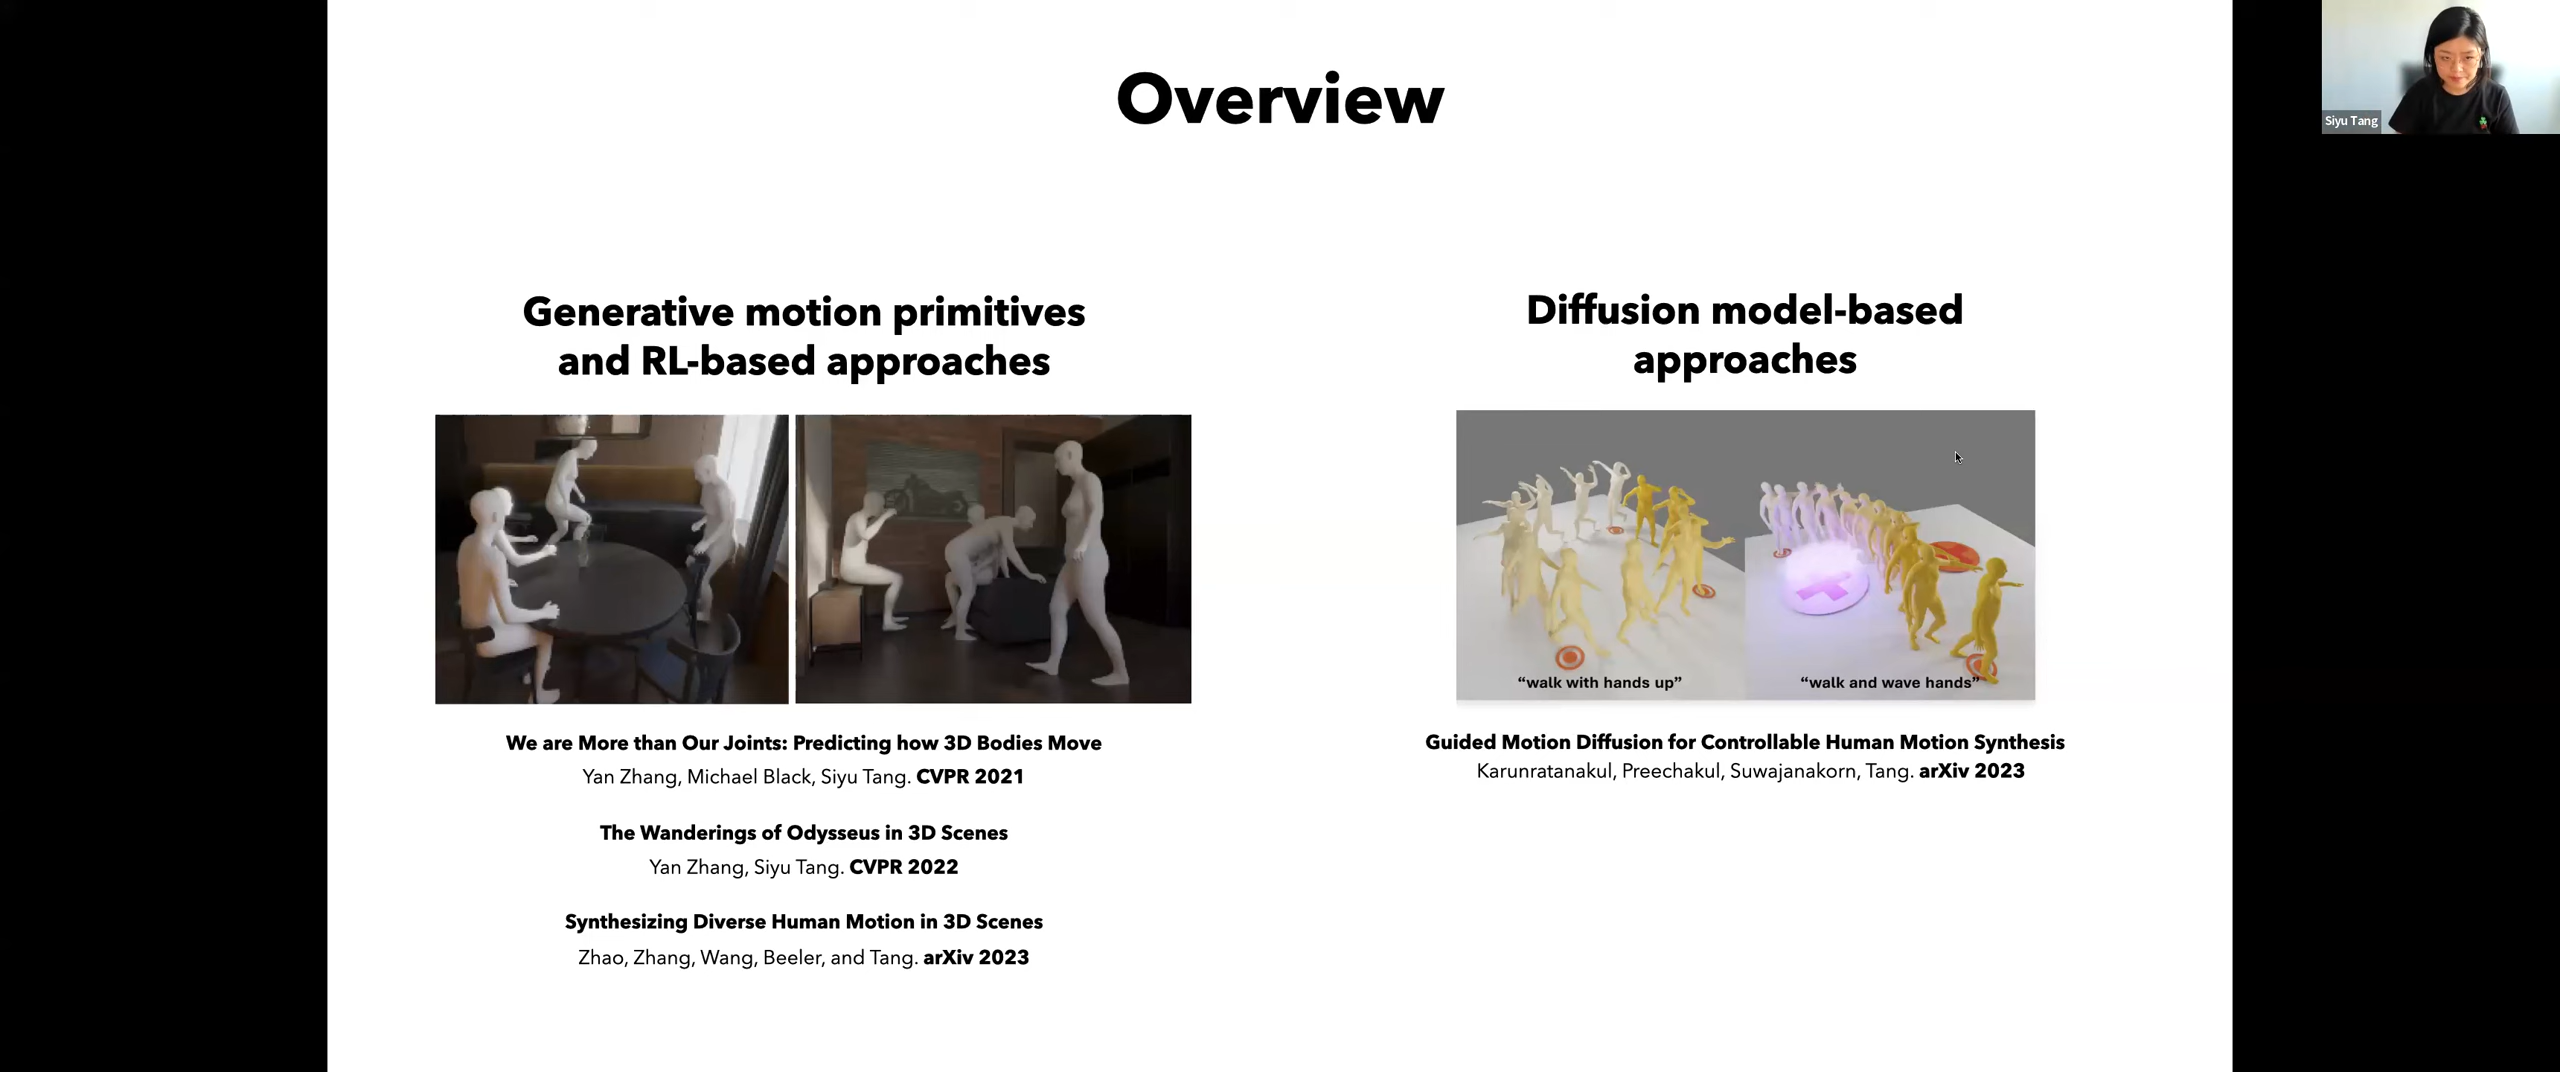 Overview
Siyu Tang
Generative motion primitives
and RL-based approaches
We are More than Our Joints: Predicting how 3D Bodies Move
Yan Zhang, Michael Black, Siyu Tang. CVPR 2021
The Wanderings of Odysseus in 3D Scenes
Yan Zhang, Siyu Tang. CVPR 2022
Synthesizing Diverse Human Motion in 3D Scenes
Zhao, Zhang, Wang, Beeler, and Tang. arXiv 2023
Diffusion model-based
approaches
“walk with hands up”
“walk and wave hands”
Guided Motion Diffusion for Controllable Human Motion Synthesis
Karunratanakul, Preechakul, Suwajanakorn, Tang. arXiv 2023